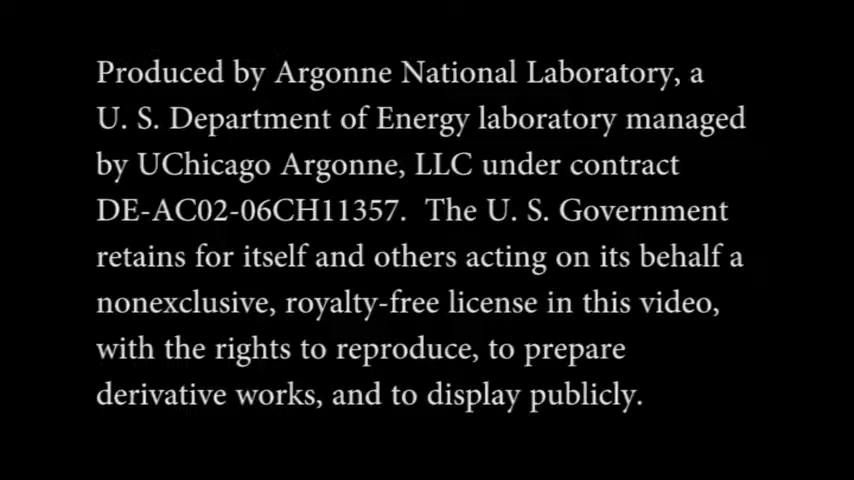 Produced by Argonne National Laboratory, a
U. S. Department of Energy laboratory managed
by UChicago Argonne, LLC under contract
DE-AC02-06CH11357.  The U. S. Government
retains for itself and others acting on its behalf a
nonexclusive, royalty-free license in this video,
with the rights to reproduce, to prepare
derivative works, and to display publicly.